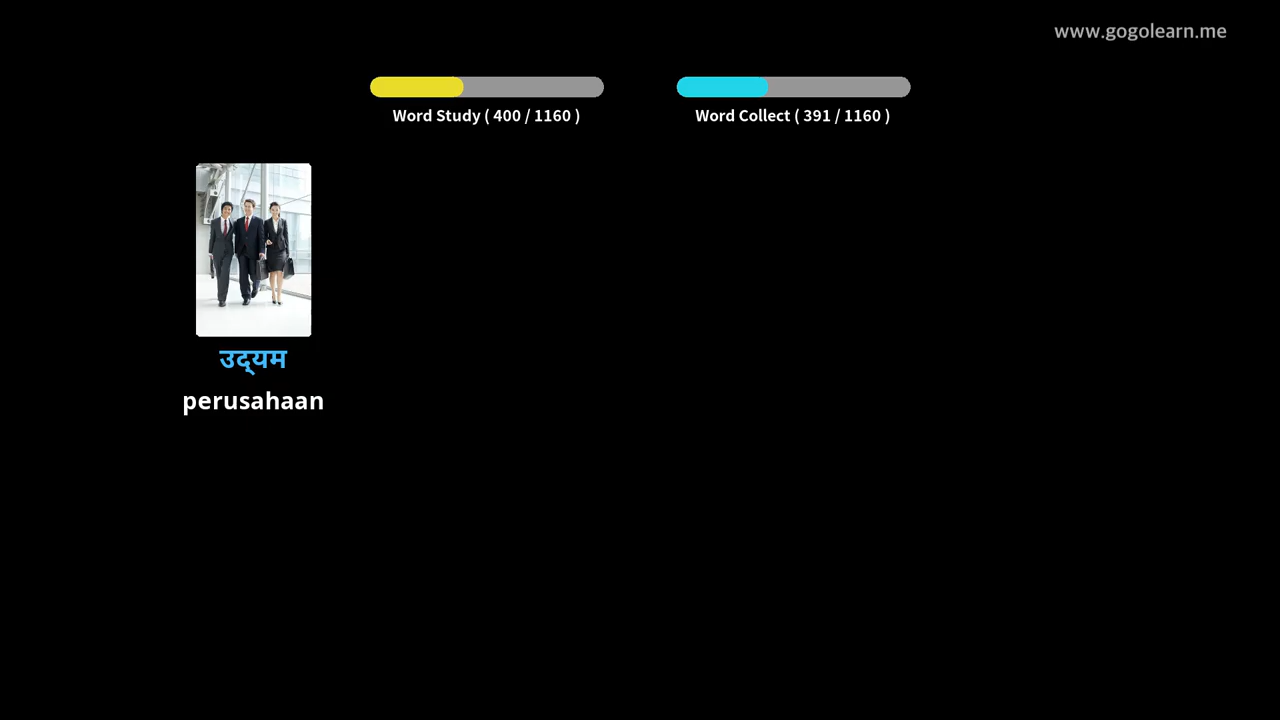 www.gogolearn.me
Word Study ( 400 / 1160 )
Word Collect ( 391 / 1160 )
उद्यम
perusahaan